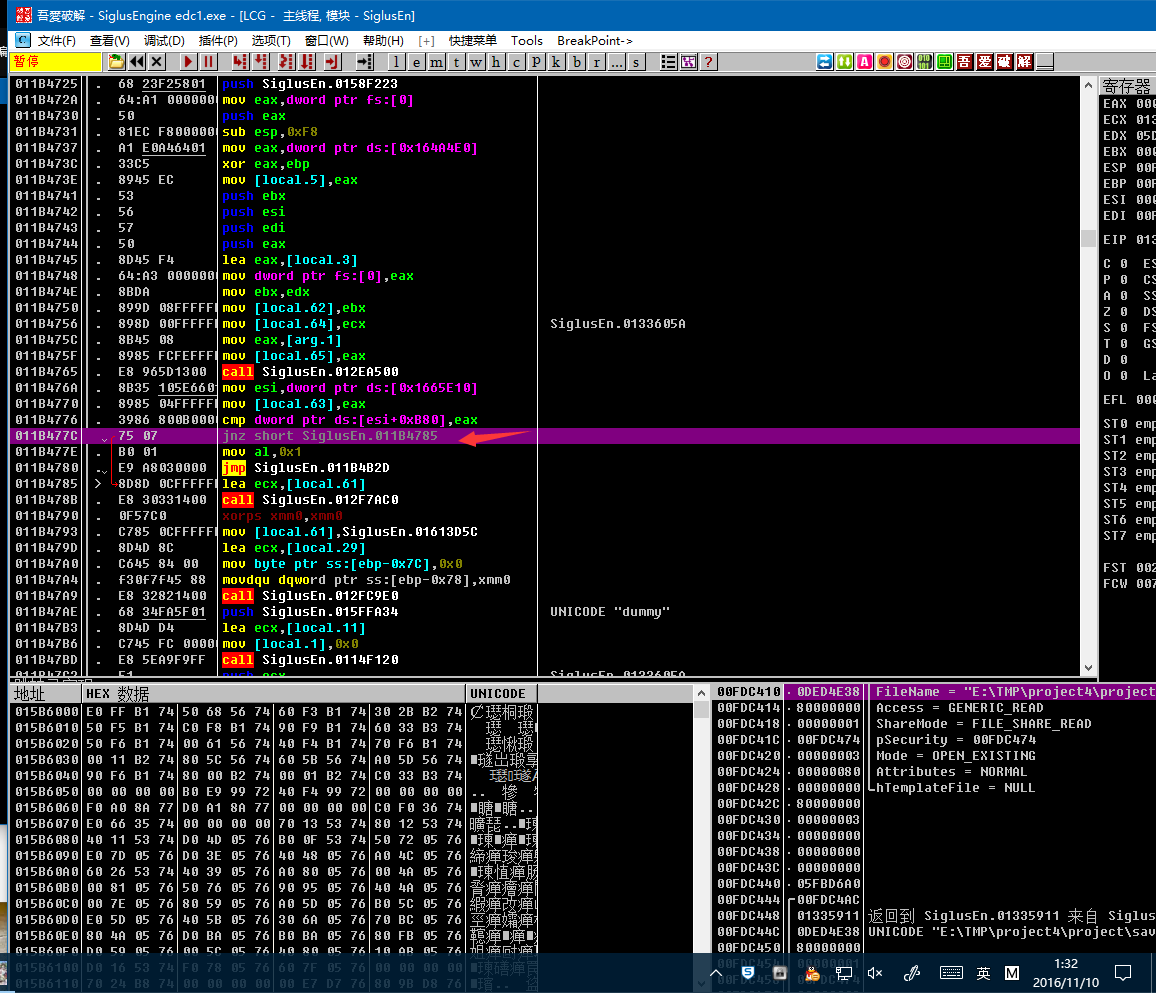 吾愛破解 - SiglusEngine edc1.exe - [LCG - 主线程, 模块 - SiglusEn]
C 文件(F) 查看(V) 调试(D) 插件(P) 选项(T) 窗口(W) 帮助(H) [+] 快捷菜单 Tools BreakPoint->
暂停 l e m t w h c P k b r ... s ? 吾 爱 破 解
011B4725 . 68 23F25801 push SiglusEn.0158F223
011B472A . 64:A1 0000000 mov eax,dword ptr fs:[0]
011B4730 . 50 push eax
011B4731 . 81EC F8000000 sub esp,0xF8
011B4737 . A1 E0A46401 mov eax,dword ptr ds:[0x164A4E0]
011B473C . 33C5 xor eax,ebp
011B473E . 8945 EC mov [local.5],eax
011B4741 . 53 push ebx
011B4742 . 56 push esi
011B4743 . 57 push edi
011B4744 . 50 push eax
011B4745 . 8D45 F4 lea eax,[local.3]
011B4748 . 64:A3 0000000 mov dword ptr fs:[0],eax
011B474E . 8BDA mov ebx,edx
011B4750 . 899D 08FFFFFF mov [local.62],ebx
011B4756 . 898D 00FFFFFF mov [local.64],ecx SiglusEn.0133605A
011B475C . 8B45 08 mov eax,[arg.1]
011B475F . 8985 FCFEFFFF mov [local.65],eax
011B4765 . E8 965D1300 call SiglusEn.012EA500
011B476A . 8B35 105E6601 mov esi,dword ptr ds:[0x1665E10]
011B4770 . 8985 04FFFFFF mov [local.63],eax
011B4776 . 3986 800B0000 cmp dword ptr ds:[esi+0xB80],eax
011B477C . 75 07 jnz short SiglusEn.011B4785
011B477E . B0 01 mov al,0x1
011B4780 . E9 A8030000 jmp SiglusEn.011B4B2D
011B4785 > 8D8D 0CFFFFFF lea ecx,[local.61]
011B478B . E8 30331400 call SiglusEn.012F7AC0
011B4790 . 0F57C0 xorps xmm0,xmm0
011B4793 . C785 0CFFFFFF mov [local.61],SiglusEn.01613D5C
011B479D . 8D4D 8C lea ecx,[local.29]
011B47A0 . C645 84 00 mov byte ptr ss:[ebp-0x7C],0x0
011B47A4 . f30f7f45 88 movdqu dqword ptr ss:[ebp-0x78],xmm0
011B47A9 . E8 32821400 call SiglusEn.012FC9E0
011B47AE . 68 34FA5F01 push SiglusEn.015FFA34 UNICODE "dummy"
011B47B3 . 8D4D D4 lea ecx,[local.11]
011B47B6 . C745 FC 0000 mov [local.1],0x0
011B47BD . E8 5EA9F9FF call SiglusEn.0114F120
寄存器
EAX 000
ECX 013
EDX 05D
EBX 000
ESP 00F
EBP 00F
ESI 000
EDI 00F
EIP 013
C 0 ES
P 0 CS
A 0 SS
Z 0 DS
S 0 FS
T 0 GS
D 0
O 0 La
EFL 000
ST0 emp
ST1 emp
ST2 emp
ST3 emp
ST4 emp
ST5 emp
ST6 emp
ST7 emp
FST 002
FCW 007
地址 HEX 数据 UNICODE
015B6000 E0 FF B1 74 50 68 56 74 60 F3 B1 74 30 2B B2 74
015B6010 50 F5 B1 74 C0 F8 B1 74 90 F9 B1 74 60 33 B3 74
015B6020 50 F6 B1 74 00 61 56 74 40 F4 B1 74 70 F6 B1 74
015B6030 00 11 B2 74 80 5C 56 74 60 5B 56 74 A0 5D 56 74
015B6040 90 F6 B1 74 80 00 B2 74 00 01 B2 74 C0 33 B3 74
015B6050 00 00 00 00 B0 E9 99 72 40 F4 99 72 00 00 00 00
015B6060 F0 A0 8A 77 D0 A1 8A 77 00 00 00 00 C0 F0 36 74
015B6070 E0 66 35 74 00 00 00 00 70 13 53 74 80 12 53 74
015B6080 40 11 53 74 D0 4D 05 76 B0 0F 53 74 50 72 05 76
015B6090 E0 7D 05 76 D0 3E 05 76 40 48 05 76 A0 4C 05 76
015B60A0 60 26 53 74 40 39 05 76 A0 80 05 76 00 4A 05 76
015B60B0 00 81 05 76 50 76 05 76 90 95 05 76 40 4A 05 76
015B60C0 00 7E 05 76 80 59 05 76 A0 5D 05 76 B0 5C 05 76
015B60D0 E0 5D 05 76 40 5B 05 76 30 6A 05 76 70 BC 05 76
015B60E0 80 4A 05 76 D0 BA 05 76 B0 BA 05 76 80 FB 05 76
015B60F0 D0 59 05 76 00 5C 05 76 40 80 05 76 10 AB 05 76
015B6100 D0 16 53 74 F0 78 05 76 60 7F 05 76 00 00 00 00
015B6110 70 24 B8 74 00 00 00 00 E7 D7 76 80 9B D8 76
00FDC410 0DED4E38 FileName = "E:\TMP\project4\project
00FDC414 80000000 Access = GENERIC_READ
00FDC418 00000001 ShareMode = FILE_SHARE_READ
00FDC41C 00FDC474 pSecurity = 00FDC474
00FDC420 00000003 Mode = OPEN_EXISTING
00FDC424 00000080 Attributes = NORMAL
00FDC428 00000000 hTemplateFile = NULL
00FDC42C 80000000
00FDC430 00000003
00FDC434 00000000
00FDC438 00000000
00FDC43C 00000000
00FDC440 05FBD6A0
00FDC444 00FDC4AC
00FDC448 01335911 返回到 SiglusEn.01335911 来自 Siglus
00FDC44C 0DED4E38 UNICODE "E:\TMP\project4\project\sav
00FDC450 80000000
英 M 1:32
2016/11/10